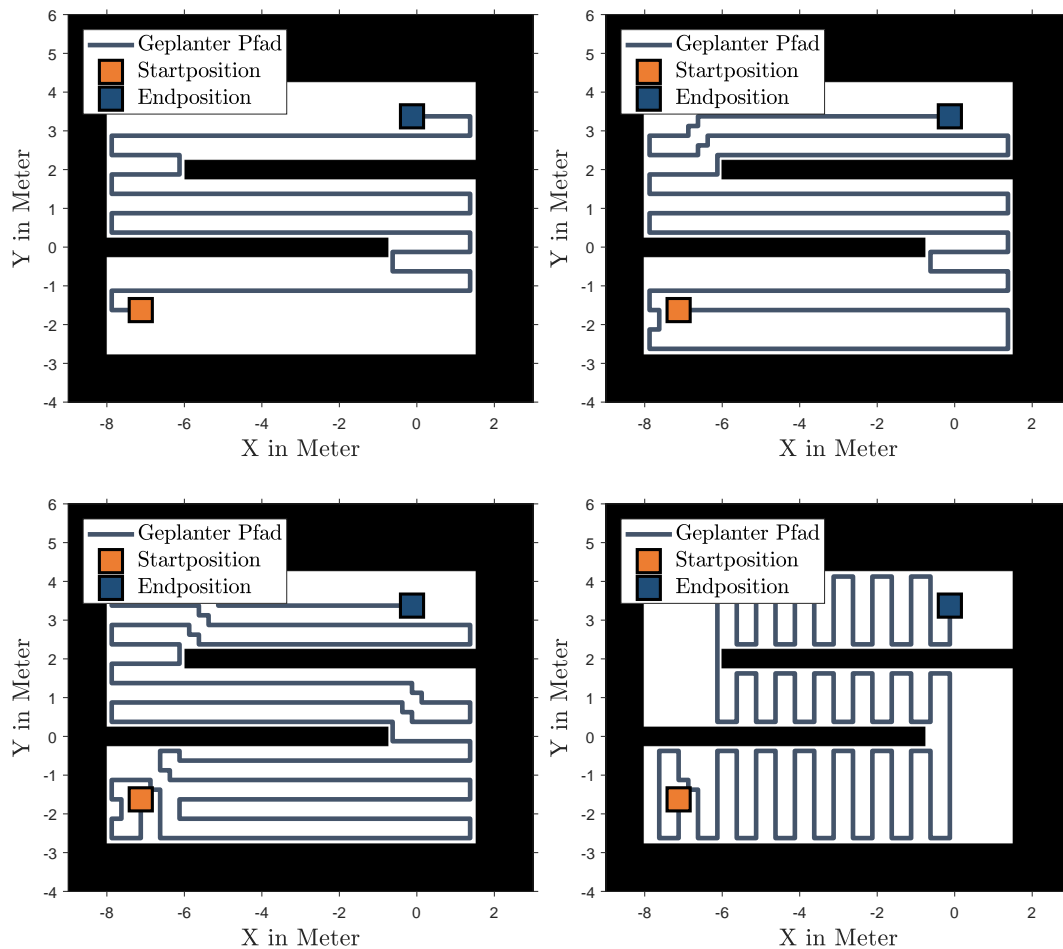 6
5
4
3
2
1
0
-1
-2
-3
-4
Y in Meter
Geplanter Pfad
Startposition
Endposition
-8 -6 -4 -2 0 2
X in Meter
6
5
4
3
2
1
0
-1
-2
-3
-4
Y in Meter
Geplanter Pfad
Startposition
Endposition
-8 -6 -4 -2 0 2
X in Meter
6
5
4
3
2
1
0
-1
-2
-3
-4
Y in Meter
Geplanter Pfad
Startposition
Endposition
-8 -6 -4 -2 0 2
X in Meter
6
5
4
3
2
1
0
-1
-2
-3
-4
Y in Meter
Geplanter Pfad
Startposition
Endposition
-8 -6 -4 -2 0 2
X in Meter